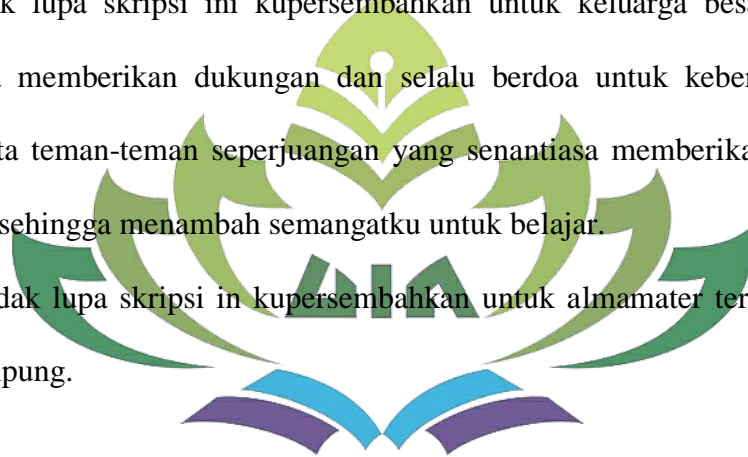 k lupa skripsi ini kupersembahkan untuk keluarga bes
memberikan dukungan dan selalu berdoa untuk keber
ta teman-teman seperjuangan yang senantiasa memberika
sehingga menambah semangatku untuk belajar.
UIN
dak lupa skripsi in kupersembahkan untuk almamater ter
pung.